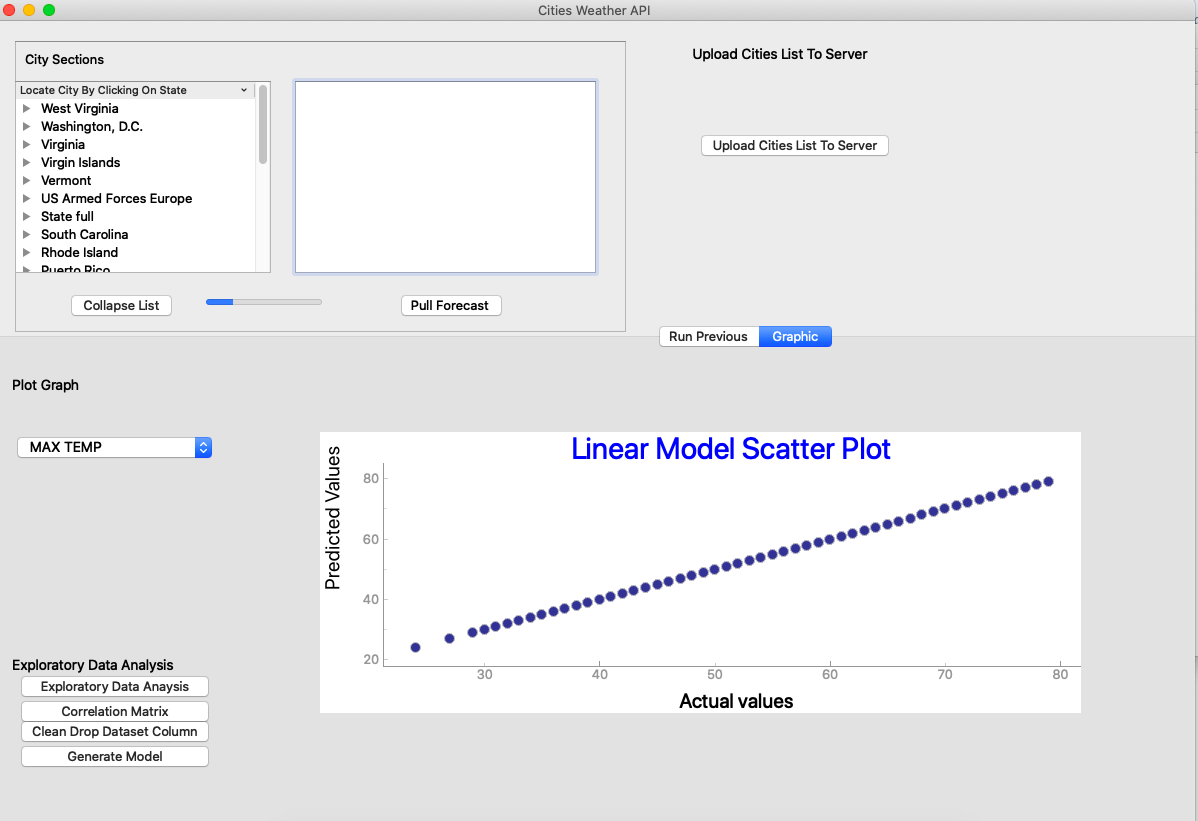 Cities Weather API
City Sections
Locate City By Clicking On State
West Virginia
Washington, D.C.
Virginia
Virgin Islands
Vermont
US Armed Forces Europe
State full
South Carolina
Rhode Island
Puerto Rico
Collapse List
Pull Forecast
Upload Cities List To Server
Upload Cities List To Server
Run Previous
Graphic
Plot Graph
MAX TEMP
Exploratory Data Analysis
Exploratory Data Anaysis
Correlation Matrix
Clean Drop Dataset Column
Generate Model
Linear Model Scatter Plot
Predicted Values
80
60
40
20
30 40 50 60 70 80
Actual values